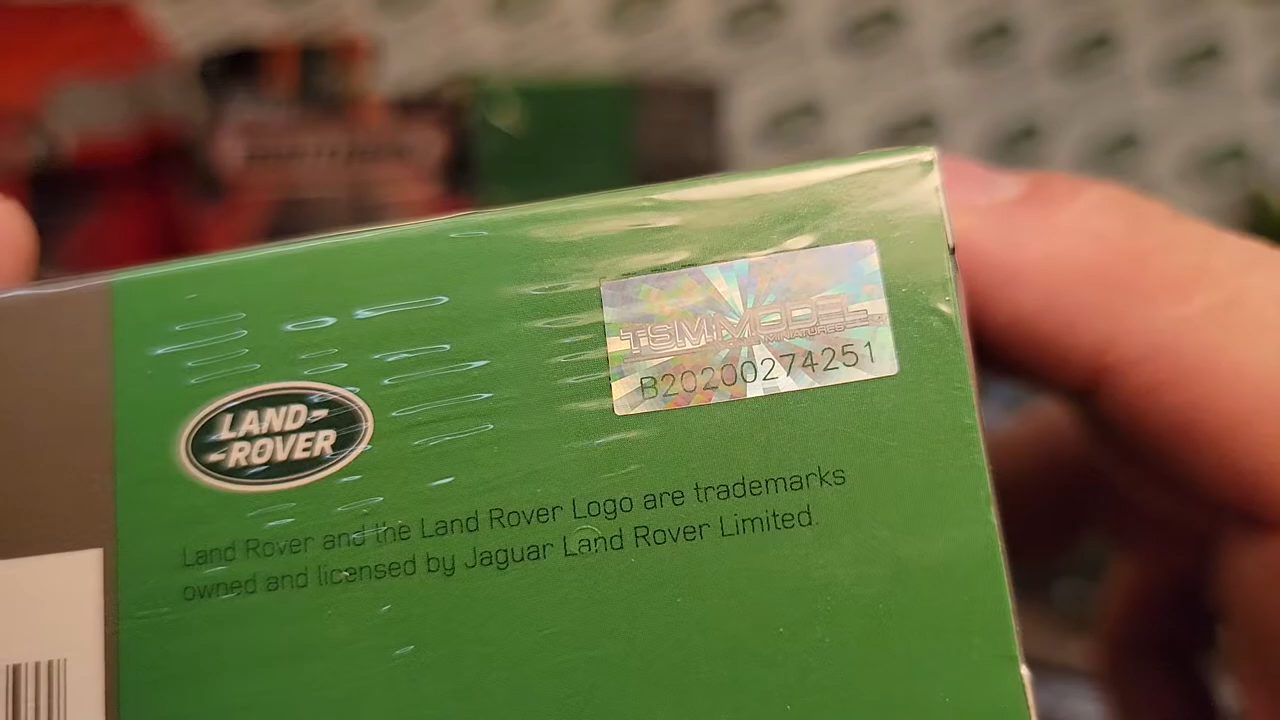 TSM·MODEL
MINIATURES
B20200274251
LAND-
-ROVER
Land Rover and the Land Rover Logo are trademarks
owned and licensed by Jaguar Land Rover Limited.